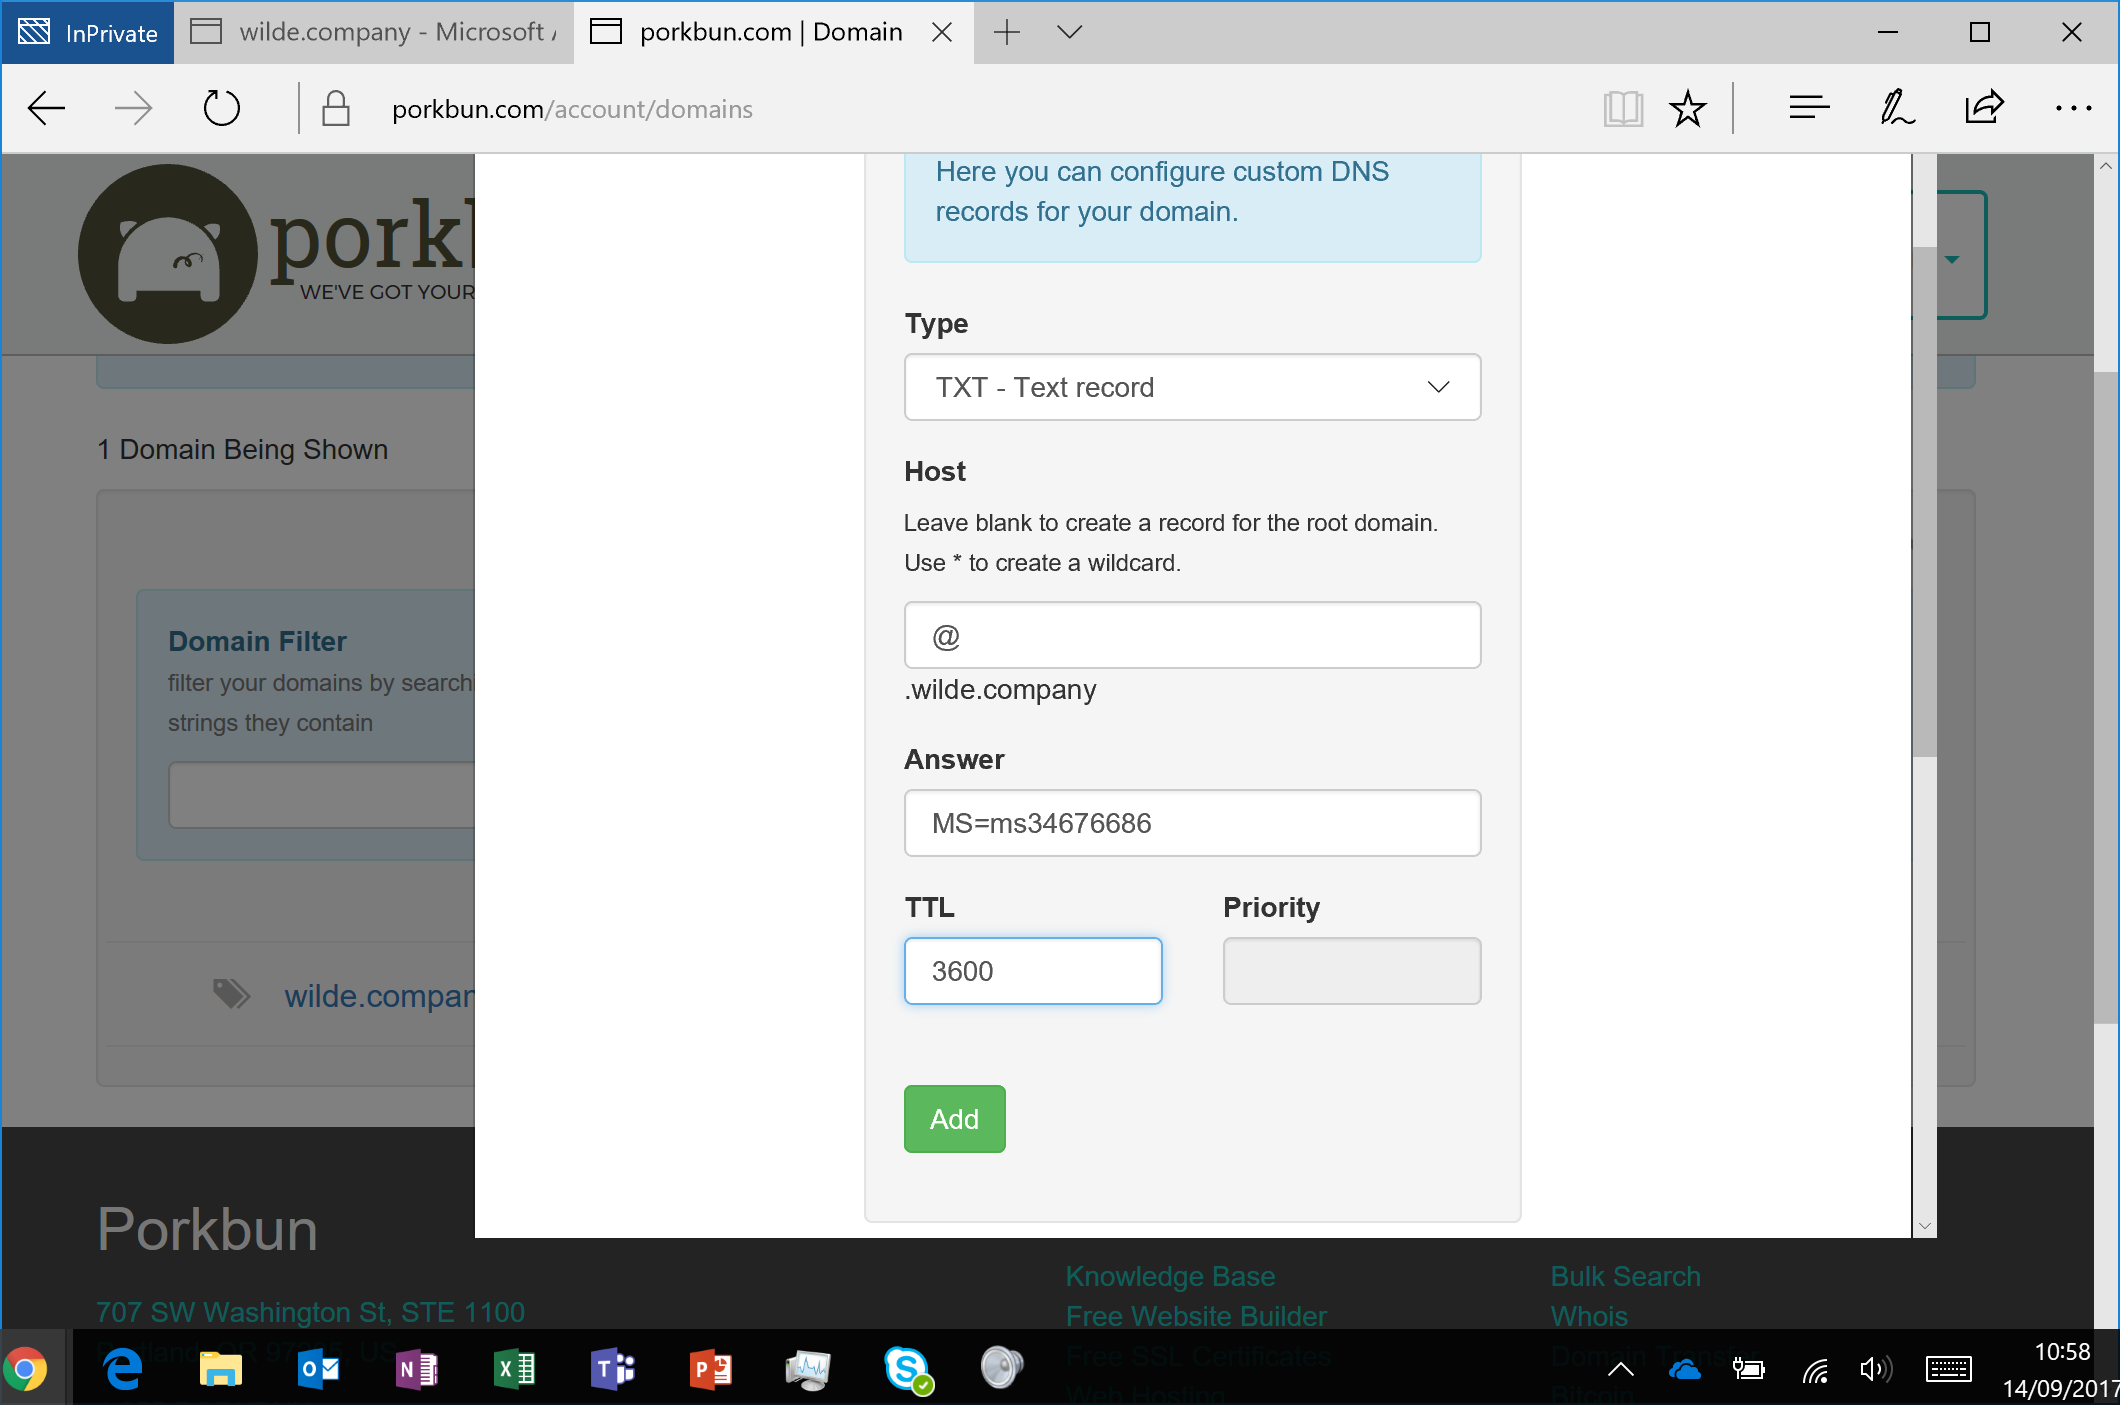 InPrivate
wilde.company - Microsoft
porkbun.com | Domain
porkbun.com/account/domains
pork
WE'VE GOT YOUR
Here you can configure custom DNS
records for your domain.
Type
TXT - Text record
1 Domain Being Shown
Host
Leave blank to create a record for the root domain.
Use * to create a wildcard.
@
.wilde.company
Domain Filter
filter your domains by searchi
strings they contain
Answer
MS=ms34676686
TTL
Priority
3600
wilde.compan
Add
Porkbun
707 SW Washington St, STE 1100
Knowledge Base
Free Website Builder
Free SSL Certificates
Web Hosting
Bulk Search
Whois
Domain Transfer
Bitcoin
10:58
14/09/2017